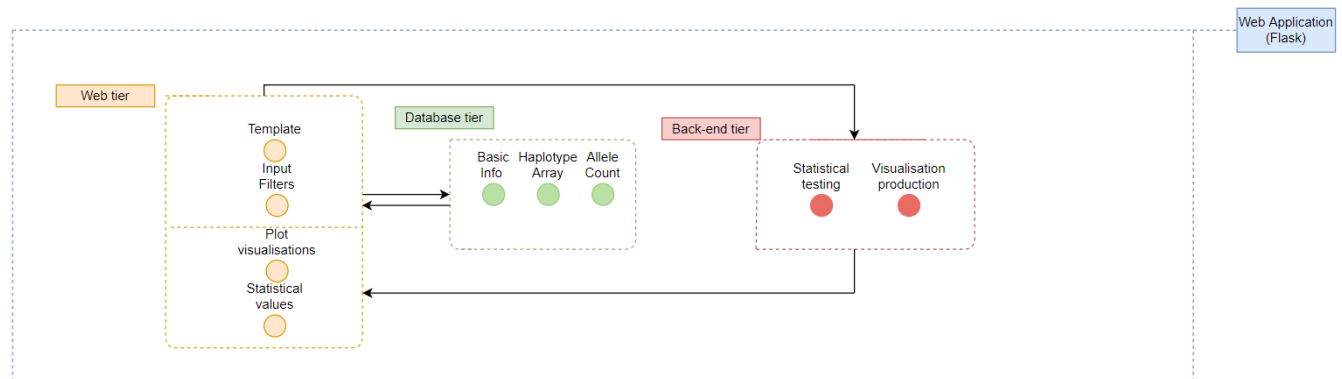 Web Application
(Flask)
Web tier
Template
Input
Filters
Plot
visualisations
Statistical
values
Database tier
Basic
Info
Haplotype
Array
Allele
Count
Back-end tier
Statistical
testing
Visualisation
production